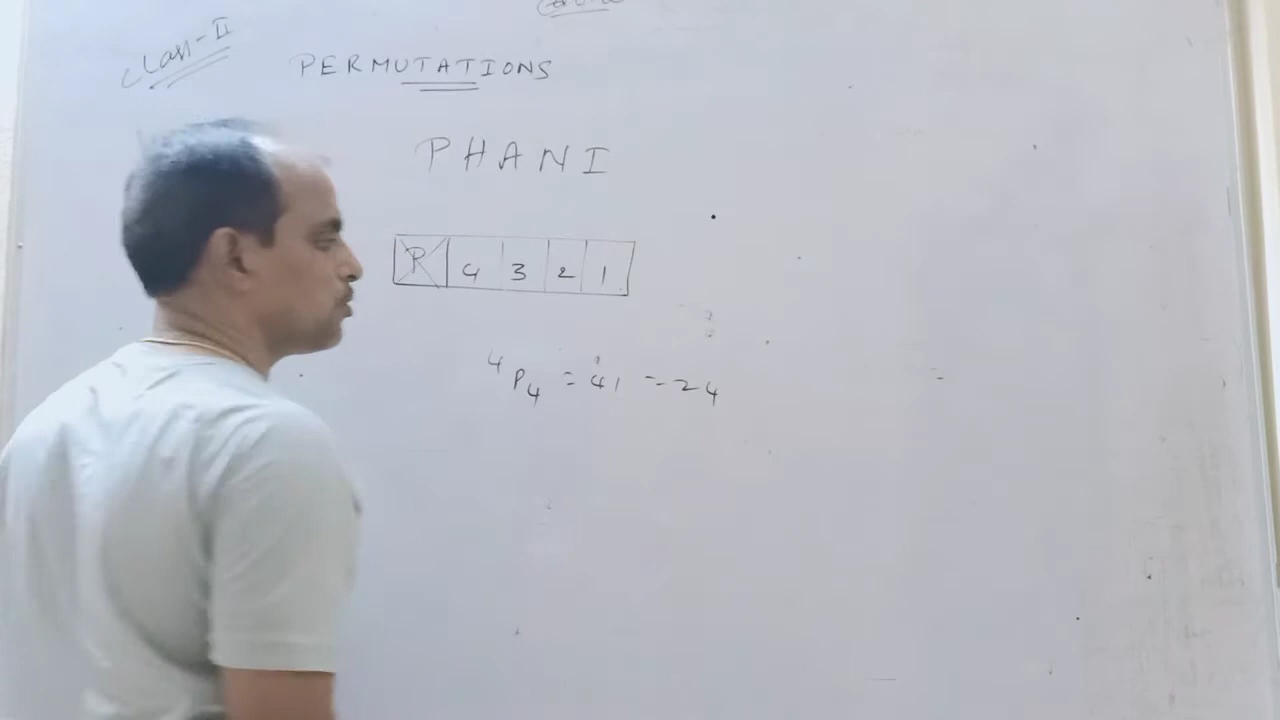 Class-II
PERMUTATIONS
PHANI
P 4 3 2 1
⁴P₄ = 4! = 24